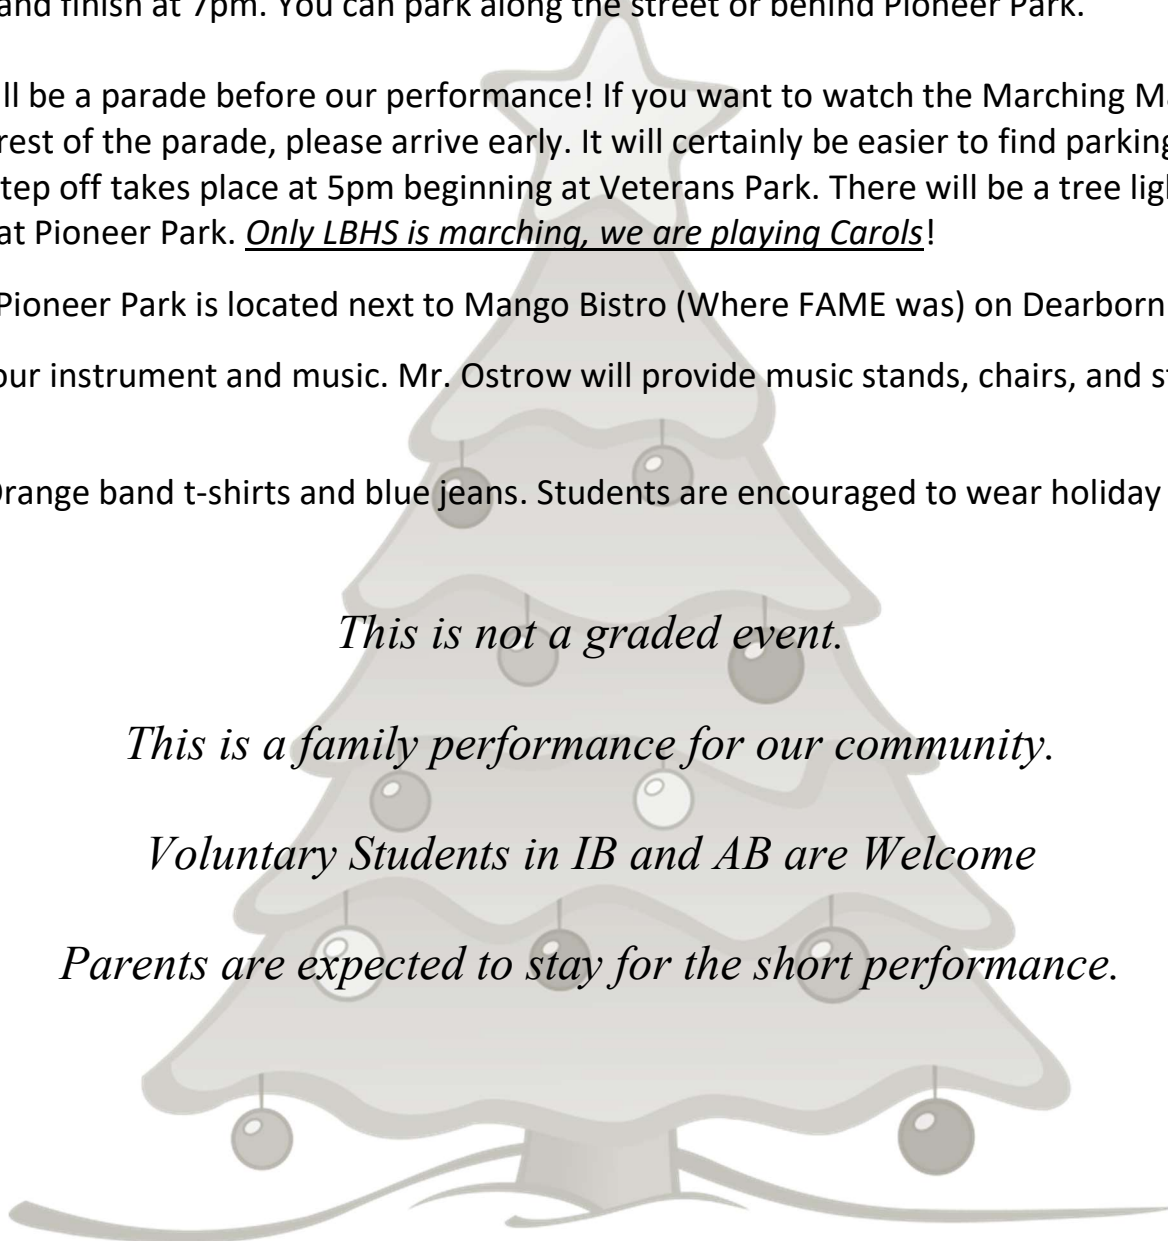 and finish at 7pm. You can park along the street or behind Pioneer Park.
ll be a parade before our performance! If you want to watch the Marching Ma
rest of the parade, please arrive early. It will certainly be easier to find parking
tep off takes place at 5pm beginning at Veterans Park. There will be a tree lig
at Pioneer Park. Only LBHS is marching, we are playing Carols!
Pioneer Park is located next to Mango Bistro (Where FAME was) on Dearborn
our instrument and music. Mr. Ostrow will provide music stands, chairs, and st
Orange band t-shirts and blue jeans. Students are encouraged to wear holiday
This is not a graded event.
This is a family performance for our community.
Voluntary Students in IB and AB are Welcome
Parents are expected to stay for the short performance.